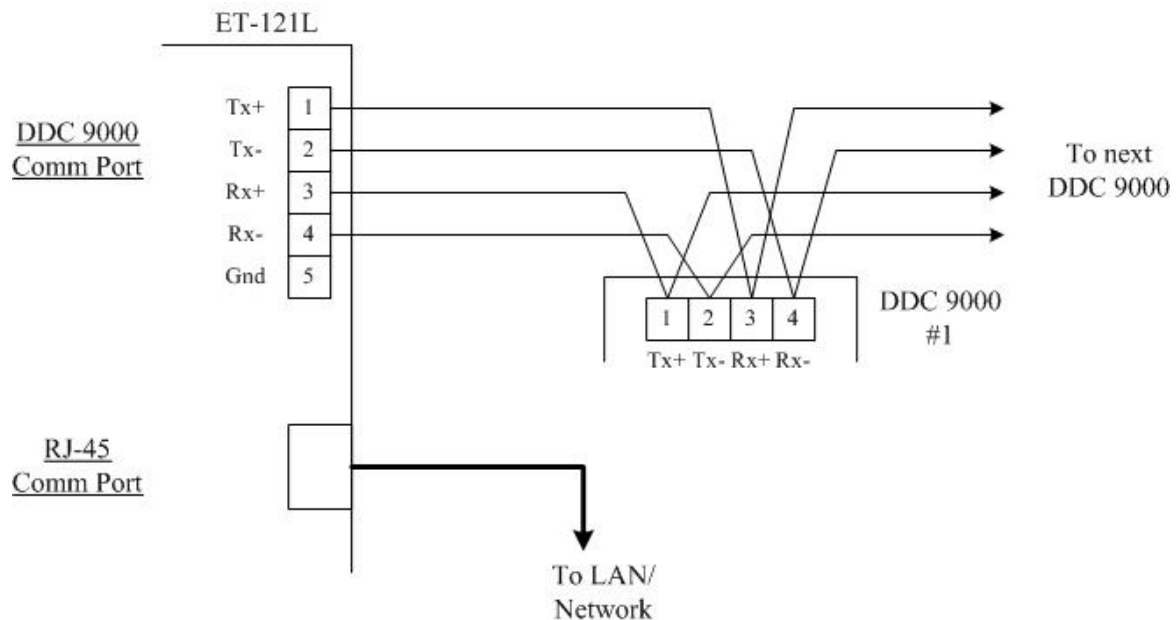 ET-121L
DDC 9000
Comm Port
Tx+ 1
Tx- 2
Rx+ 3
Rx- 4
Gnd 5
To next
DDC 9000
1 2 3 4
Tx+ Tx- Rx+ Rx-
DDC 9000
#1
RJ-45
Comm Port
To LAN/
Network